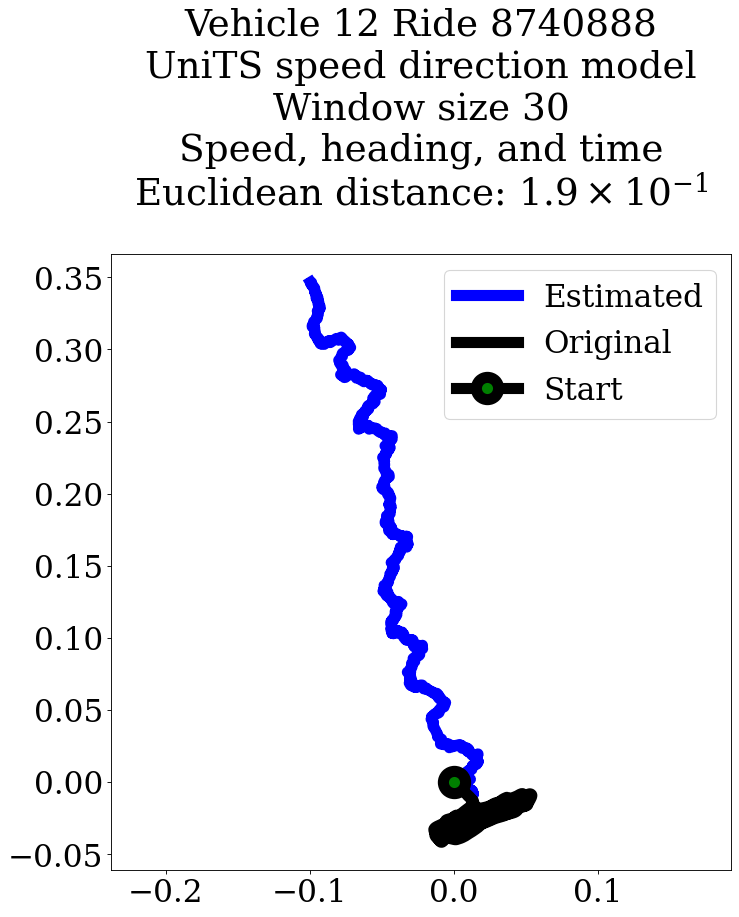 Vehicle 12 Ride 8740888
UniTS speed direction model
Window size 30
Speed, heading, and time
Euclidean distance: 1.9 × 10⁻¹
Estimated
Original
Start
0.35
0.30
0.25
0.20
0.15
0.10
0.05
0.00
−0.05
−0.2 −0.1 0.0 0.1